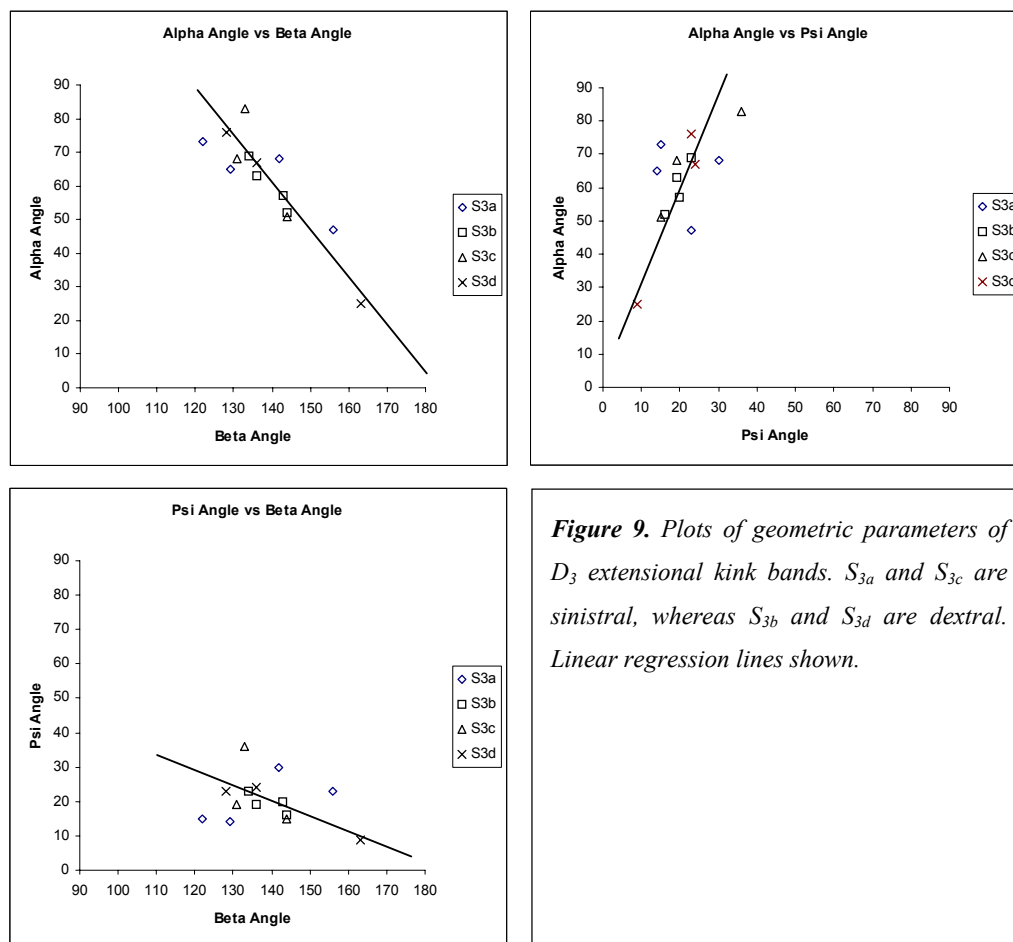 Alpha Angle vs Beta Angle
Alpha Angle
90
80
70
60
50
40
30
20
10
0
90 100 110 120 130 140 150 160 170 180
Beta Angle
S3a
S3b
S3c
S3d
Alpha Angle vs Psi Angle
Alpha Angle
90
80
70
60
50
40
30
20
10
0
0 10 20 30 40 50 60 70 80 90
Psi Angle
S3a
S3b
S3c
S3d
Psi Angle vs Beta Angle
Psi Angle
90
80
70
60
50
40
30
20
10
0
90 100 110 120 130 140 150 160 170 180
Beta Angle
S3a
S3b
S3c
S3d
Figure 9. Plots of geometric parameters of
D3 extensional kink bands. S3a and S3c are
sinistral, whereas S3b and S3d are dextral.
Linear regression lines shown.